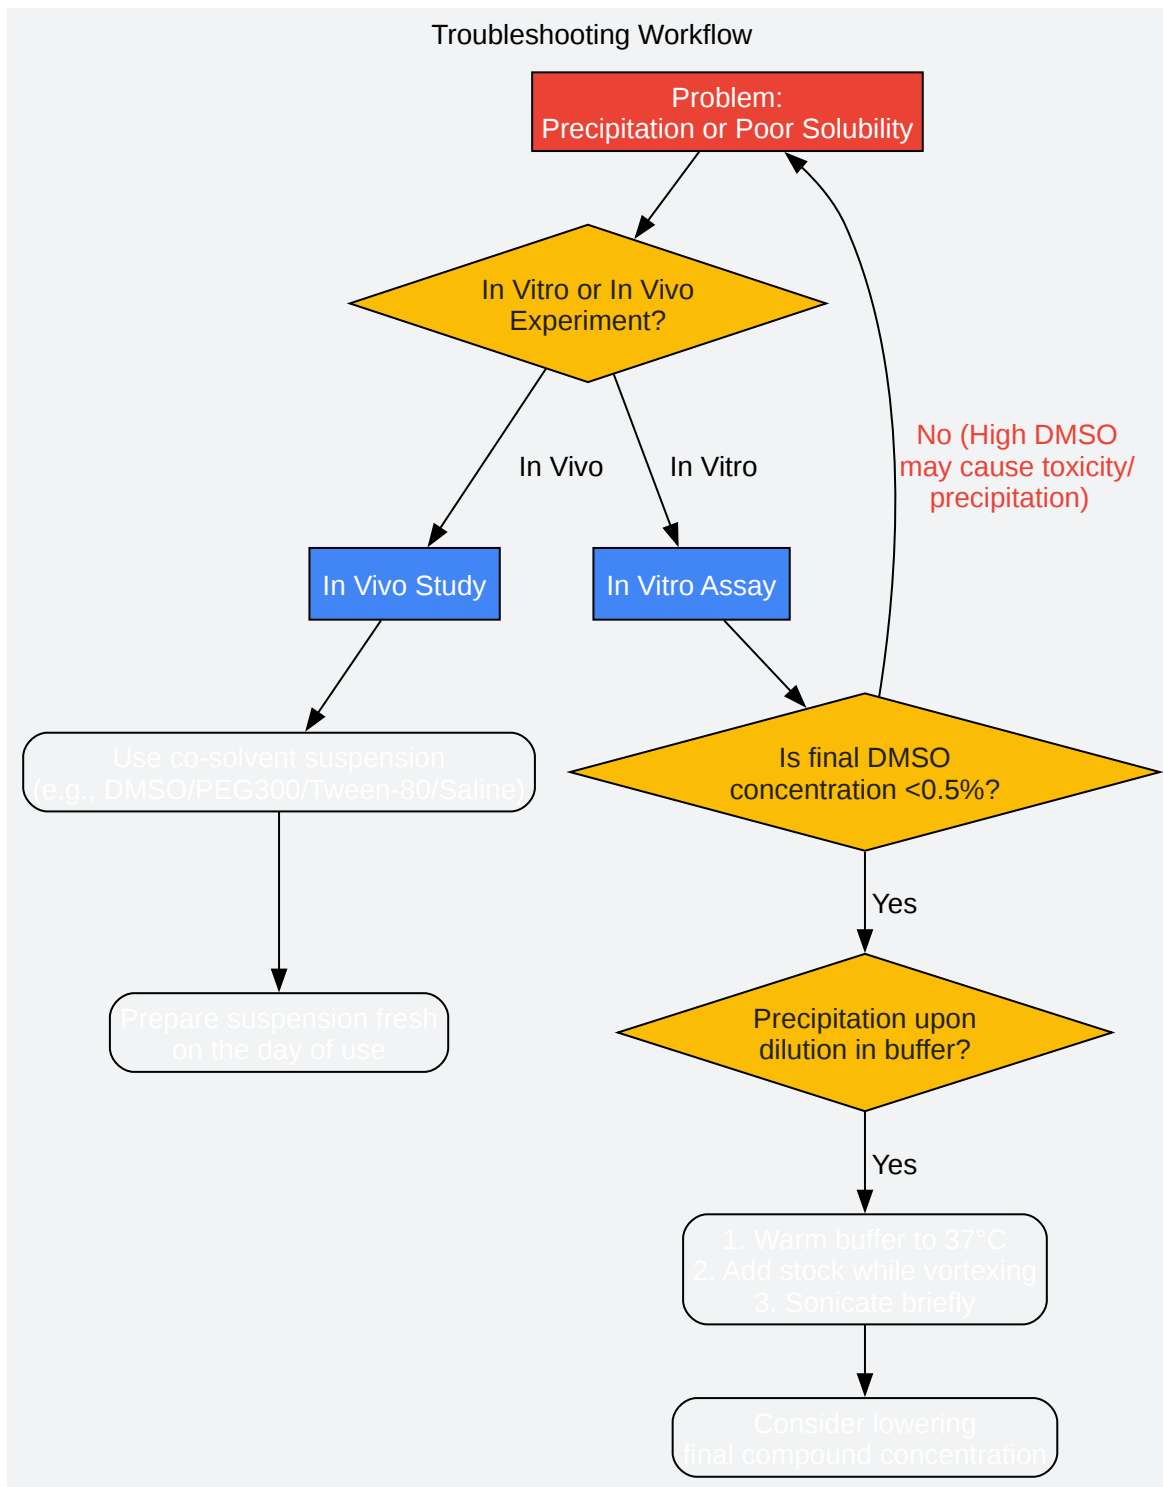 Troubleshooting Workflow
Problem:
Precipitation or Poor Solubility
In Vitro or In Vivo
Experiment?
No (High DMSO
may cause toxicity/
precipitation)
In Vivo
In Vitro
In Vivo Study
In Vitro Assay
Use co-solvent suspension
(e.g., DMSO/PEG300/Tween-80/Saline)
Is final DMSO
concentration <0.5%?
Yes
Prepare suspension fresh
on the day of use
Precipitation upon
dilution in buffer?
Yes
1. Warm buffer to 37°C
2. Add stock while vortexing
3. Sonicate briefly
Consider lowering
final compound concentration